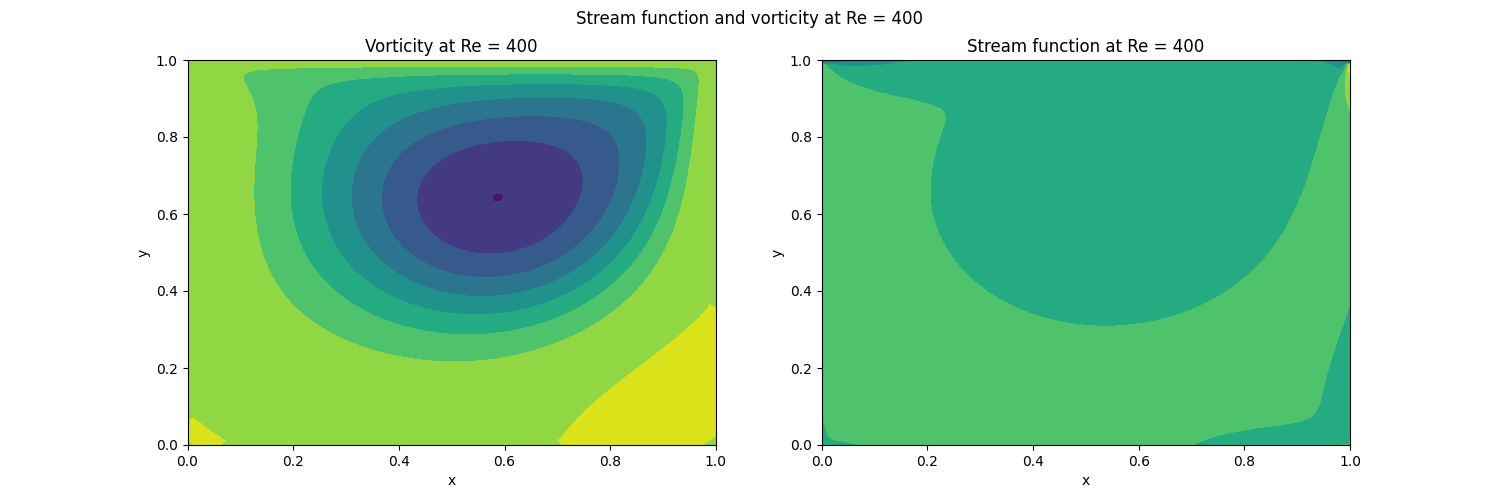 Stream function and vorticity at Re = 400
Vorticity at Re = 400
Stream function at Re = 400
1.0
0.8
0.6
0.4
0.2
0.0
y
0.0 0.2 0.4 0.6 0.8 1.0
x
1.0
0.8
0.6
0.4
0.2
0.0
y
0.0 0.2 0.4 0.6 0.8 1.0
x